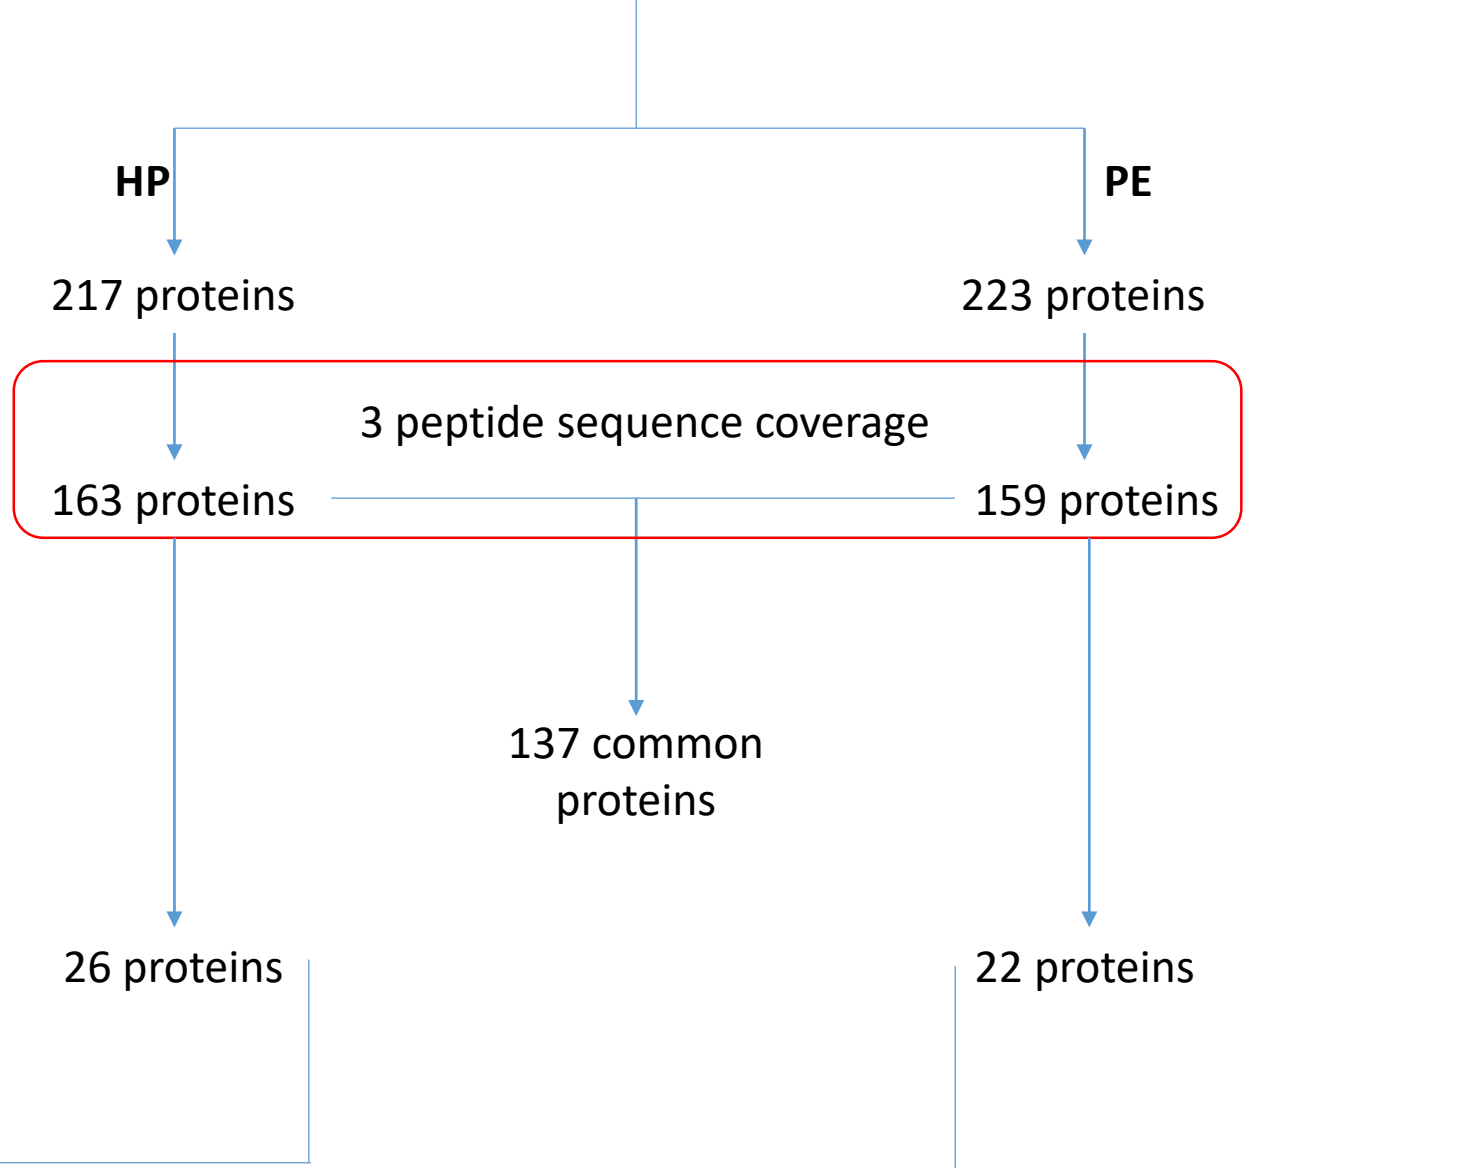 HP
PE
217 proteins
223 proteins
3 peptide sequence coverage
163 proteins
159 proteins
137 common
proteins
26 proteins
22 proteins